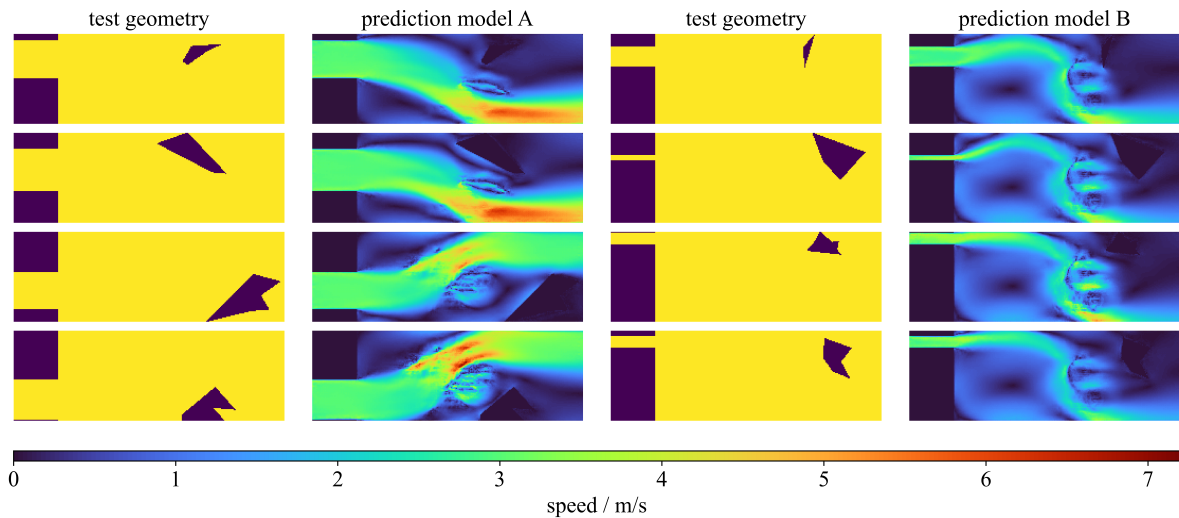 test geometry
prediction model A
test geometry
prediction model B
0 1 2 3 4 5 6 7
speed / m/s